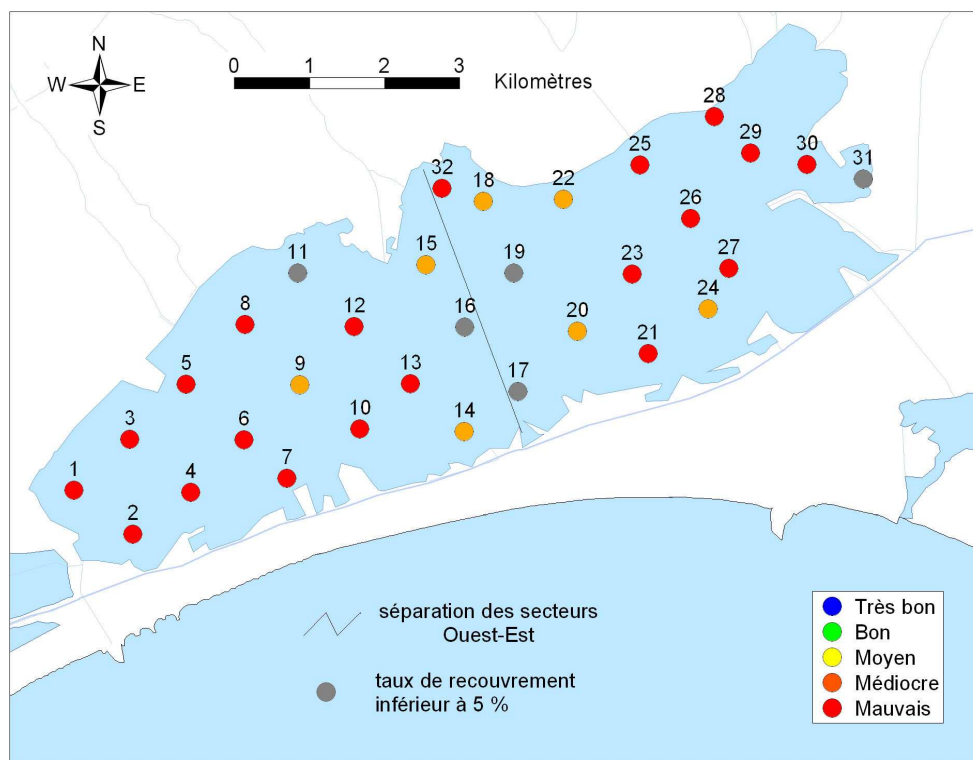 N
W E
S
0 1 2 3
Kilomètres
28
29
30
31
25
32
18
22
26
11
15
19
23
27
24
8
12
16
20
21
5
9
13
17
3
6
10
14
1
4
7
2
séparation des secteurs
Ouest-Est
taux de recouvrement
inférieur à 5 %
Très bon
Bon
Moyen
Médiocre
Mauvais